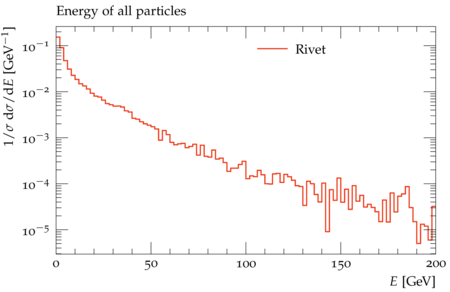 Energy of all particles
1/σ dσ/dE [GeV⁻¹]
Rivet
10⁻¹
10⁻²
10⁻³
10⁻⁴
10⁻⁵
0 50 100 150 200
E [GeV]